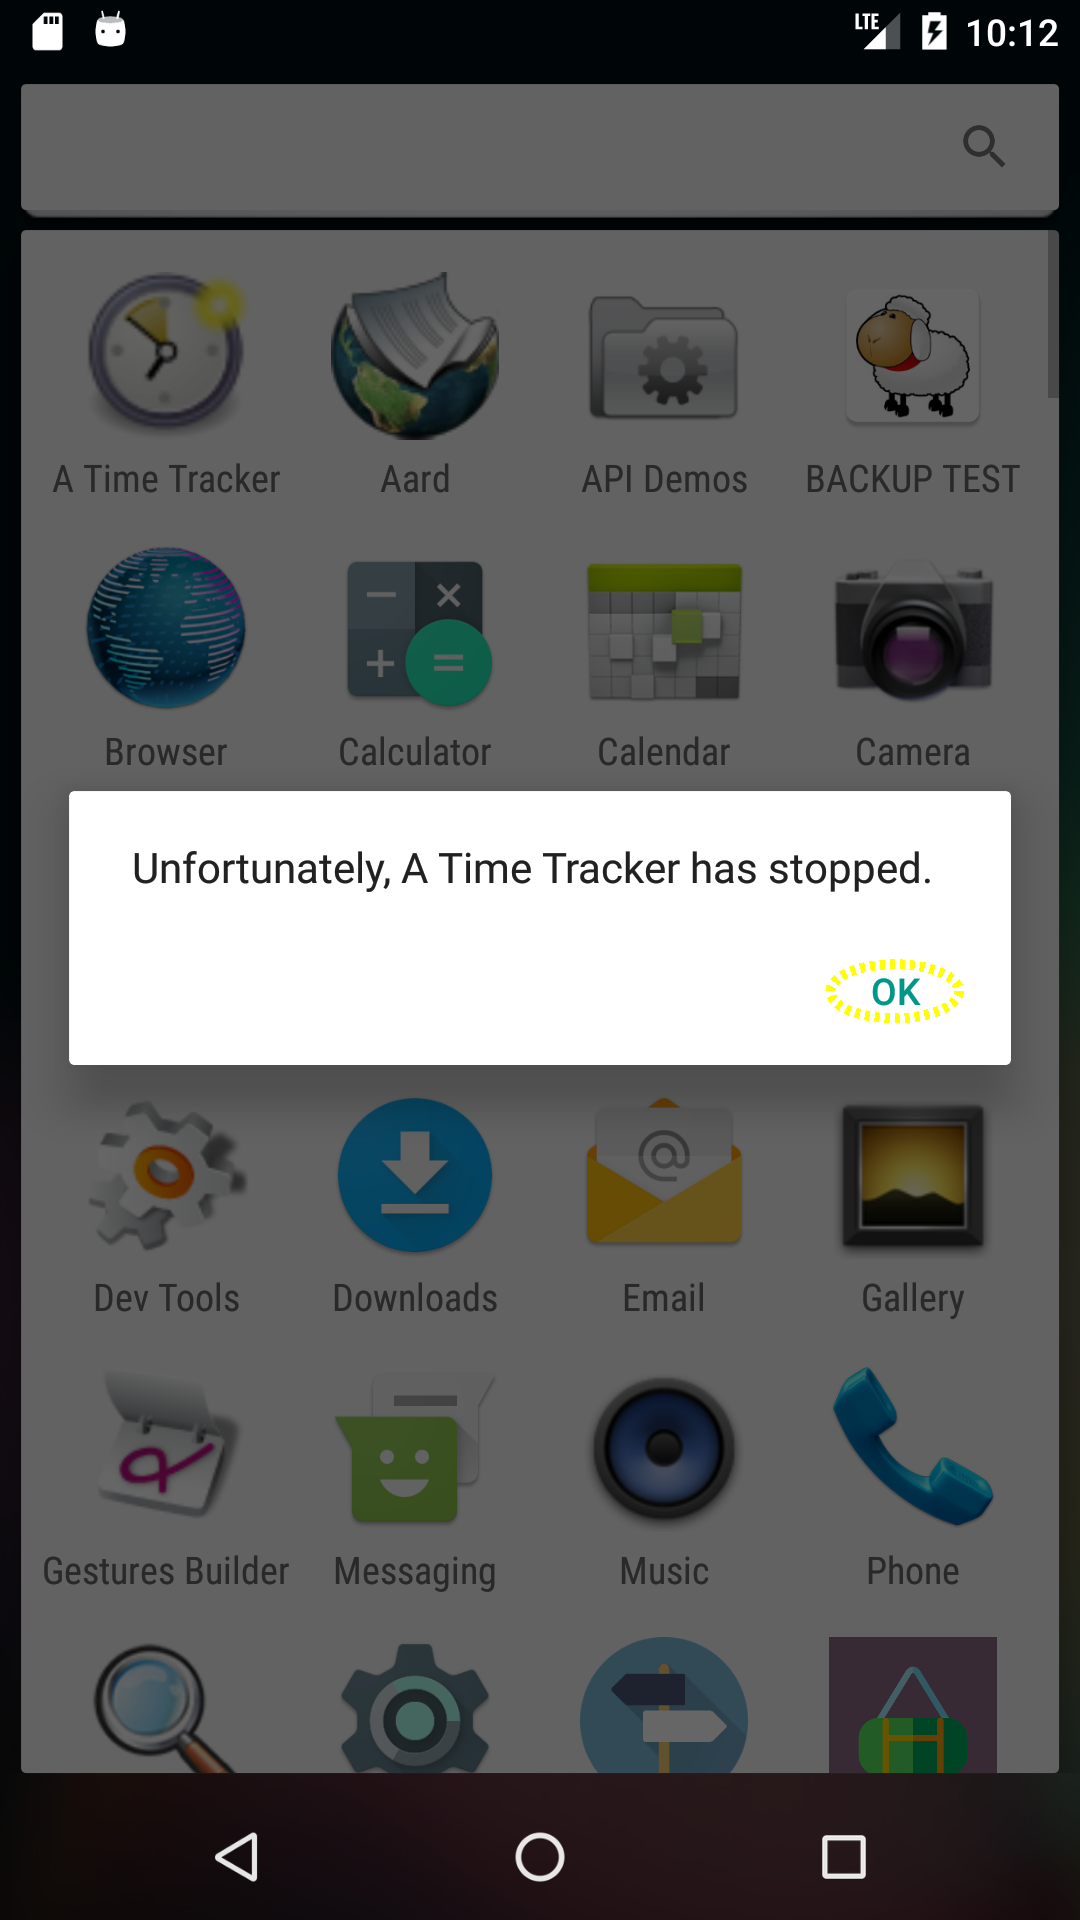 LTE 10:12
A Time Tracker Aard API Demos BACKUP TEST
Browser Calculator Calendar Camera
Unfortunately, A Time Tracker has stopped.
OK
Dev Tools Downloads Email Gallery
Gestures Builder Messaging Music Phone